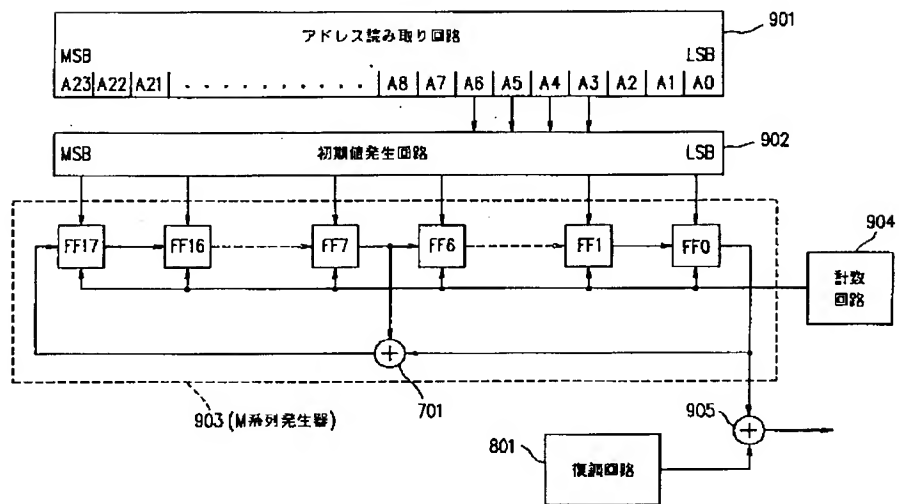 901
アドレス読み取り回路
MSB LSB
A23 A22 A21 . . . . . . . . . . . A8 A7 A6 A5 A4 A3 A2 A1 A0
902
MSB 初期値発生回路 LSB
FF17 FF16 FF7 FF6 FF1 FF0
904
計数
回路
701
903 (M系列発生器)
905
801
復調回路